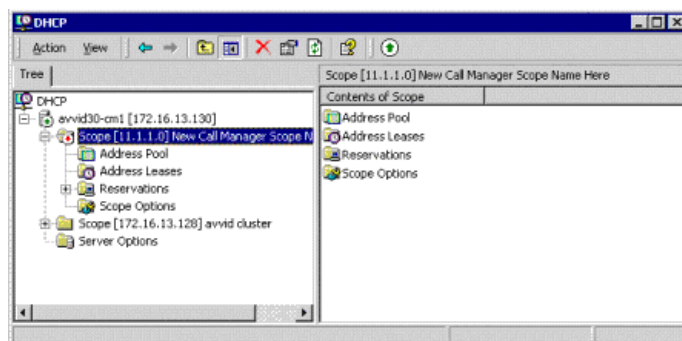 DHCP
Action View
Tree
Scope [11.1.1.0] New Call Manager Scope Name Here
DHCP
avvid30-cm1 [172.16.13.130]
Scope [11.1.1.0] New Call Manager Scope N
Address Pool
Address Leases
Reservations
Scope Options
Scope [172.16.13.128] avvid cluster
Server Options
Contents of Scope
Address Pool
Address Leases
Reservations
Scope Options